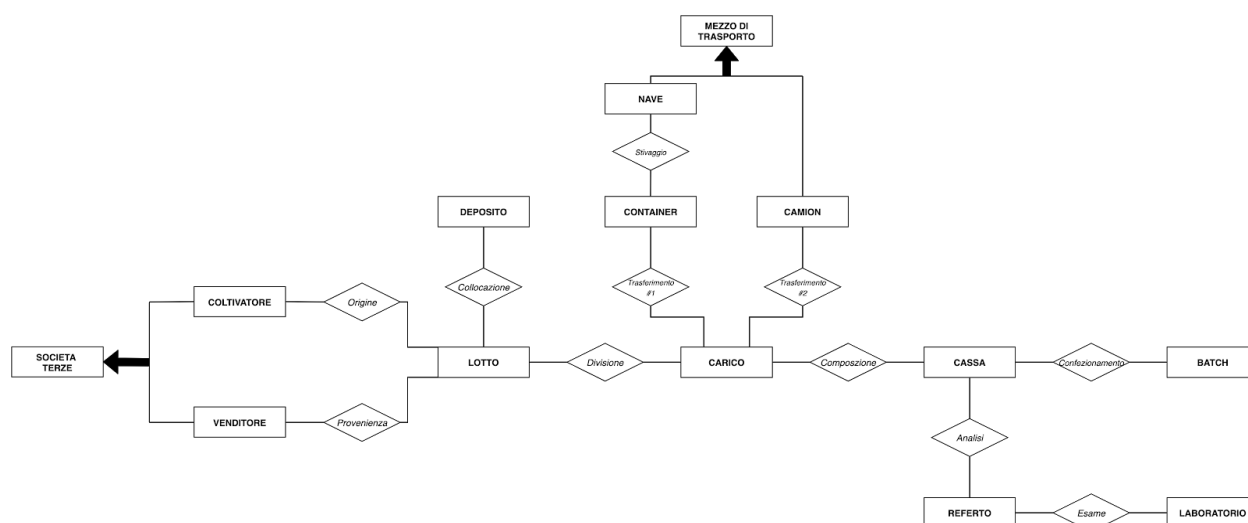 MEZZO DI
TRASPORTO
NAVE
Stivaggio
DEPOSITO
CONTAINER
CAMION
Collocazione
Trasferimento
#1
Trasferimento
#2
COLTIVATORE
Origine
SOCIETA
TERZE
LOTTO
Divisione
CARICO
Composzione
CASSA
Confezionamento
BATCH
VENDITORE
Provenienza
Analisi
REFERTO
Esame
LABORATORIO